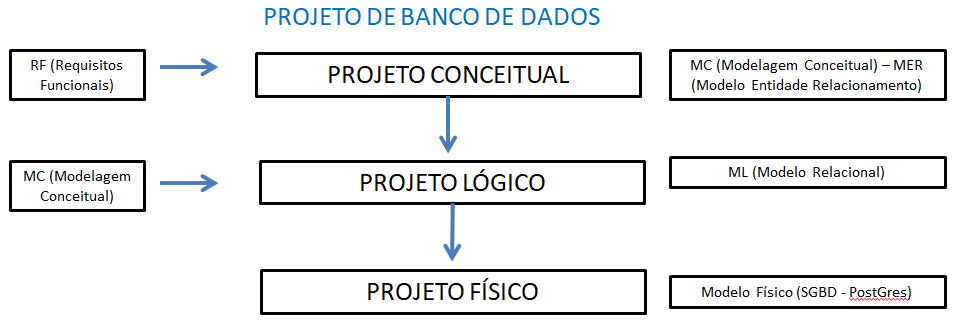 PROJETO DE BANCO DE DADOS
RF (Requisitos
Funcionais)
PROJETO CONCEITUAL
MC (Modelagem Conceitual) – MER
(Modelo Entidade Relacionamento)
MC (Modelagem
Conceitual)
PROJETO LÓGICO
ML (Modelo Relacional)
PROJETO FÍSICO
Modelo Físico (SGBD - PostGres)